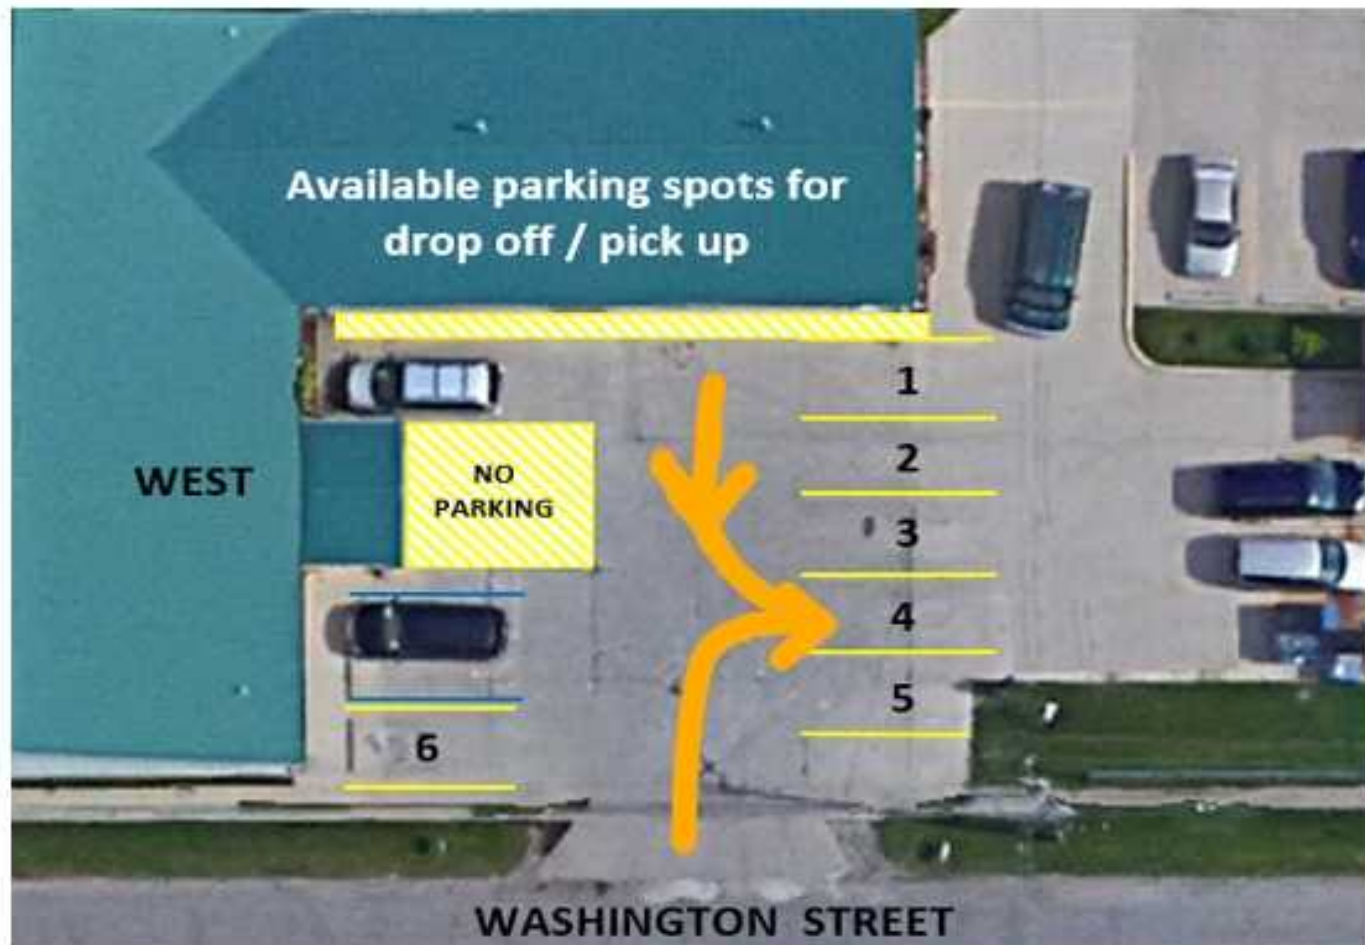 Available parking spots for
drop off / pick up
1
2
WEST
NO
PARKING
3
4
5
6
WASHINGTON STREET